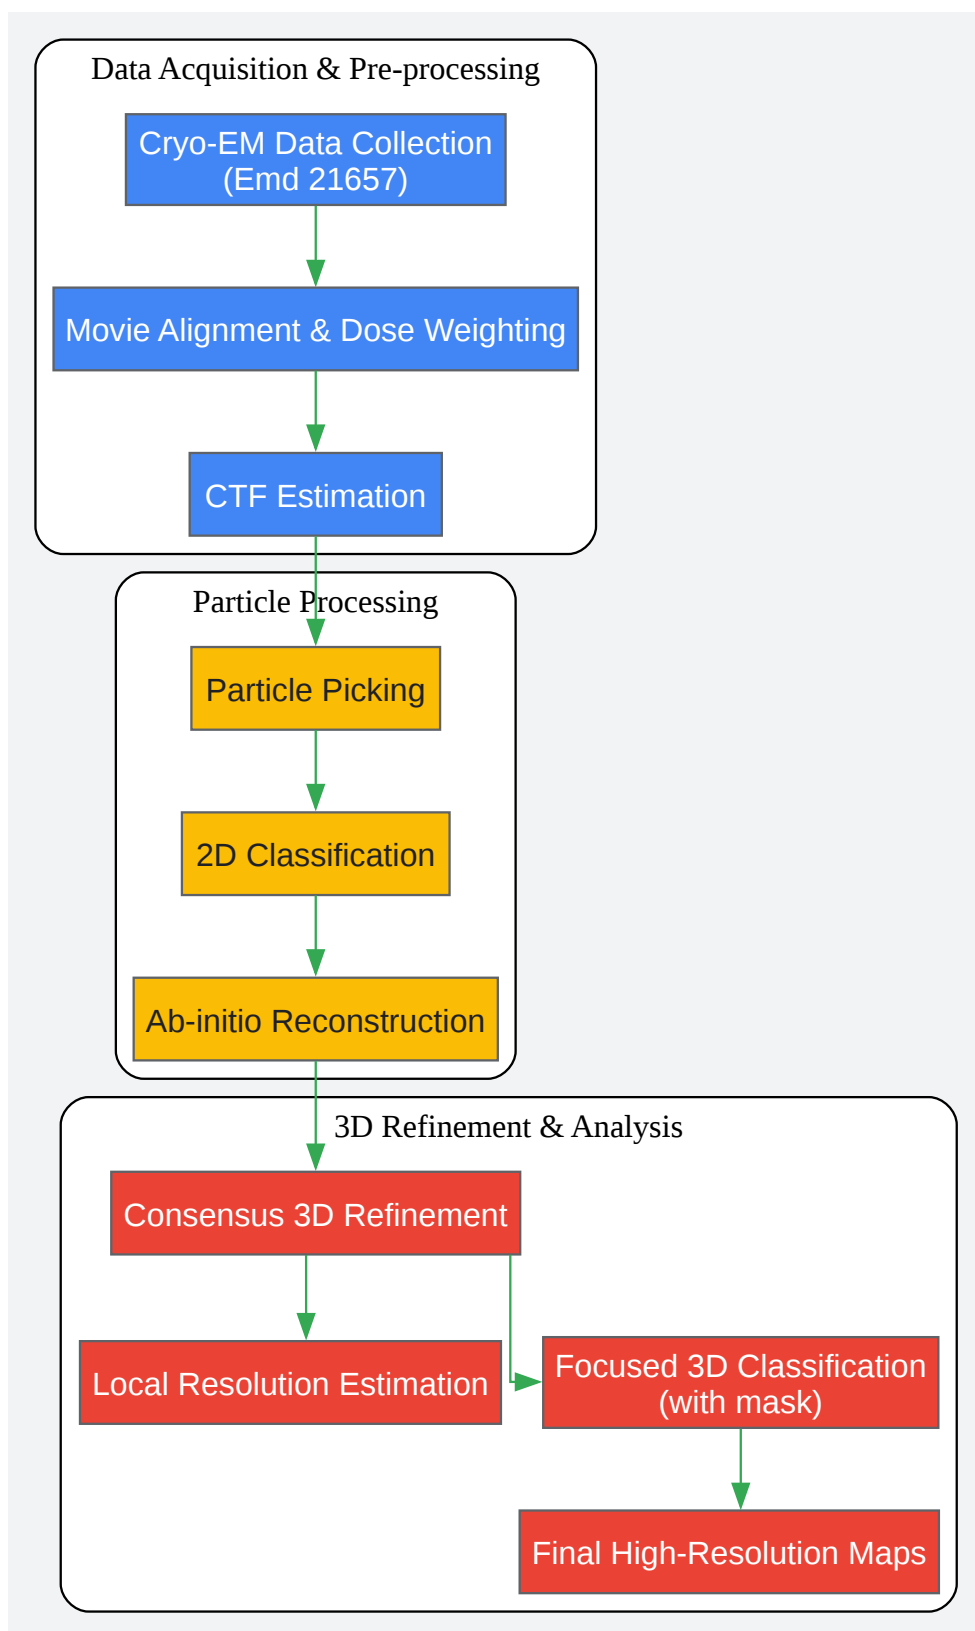 Data Acquisition & Pre-processing
Cryo-EM Data Collection
(Emd 21657)
Movie Alignment & Dose Weighting
CTF Estimation
Particle Processing
Particle Picking
2D Classification
Ab-initio Reconstruction
3D Refinement & Analysis
Consensus 3D Refinement
Local Resolution Estimation
Focused 3D Classification
(with mask)
Final High-Resolution Maps